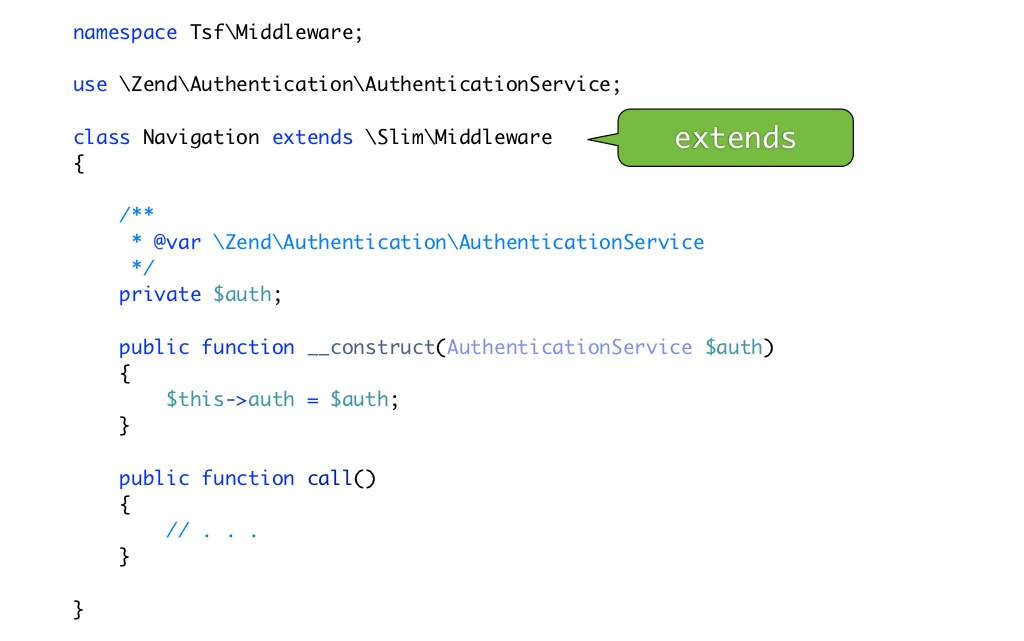 namespace Tsf\Middleware;
use \Zend\Authentication\AuthenticationService;
class Navigation extends \Slim\Middleware
extends
{
/**
* @var \Zend\Authentication\AuthenticationService
*/
private $auth;
public function __construct(AuthenticationService $auth)
{
$this->auth = $auth;
}
public function call()
{
// . . .
}
}